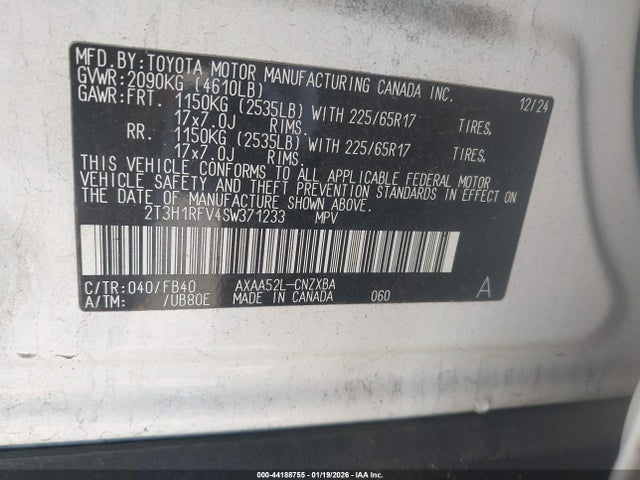 MFD.BY:TOYOTA MOTOR MANUFACTURING CANADA INC.
GVWR:2090KG (4610LB) 12/24
GAWR:FRT. 1150KG (2535LB) WITH 225/65R17 TIRES,
17x7.0J RIMS.
RR. 1150KG (2535LB) WITH 225/65R17 TIRES,
17x7.0J RIMS.
THIS VEHICLE CONFORMS TO ALL APPLICABLE FEDERAL MOTOR
VEHICLE SAFETY AND THEFT PREVENTION STANDARDS IN EFFECT ON
THE DATE OF MANUFACTURE SHOWN ABOVE.
2T3H1RFV4SW371233 MPV
C/TR:040/FB40 AXAA52L-CNZXBA
A/TM: /UB80E MADE IN CANADA 060 A
000-44188755 - 01/19/2026 - IAA Inc.